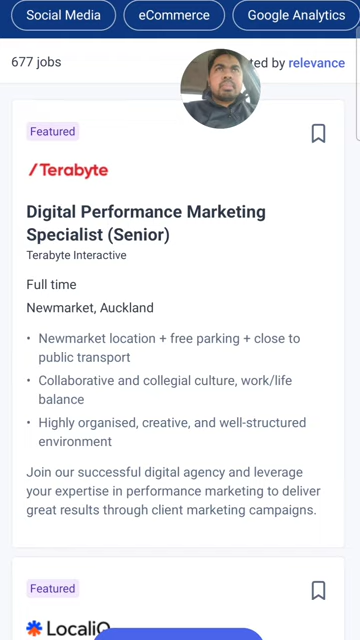 Social Media
eCommerce
Google Analytics
677 jobs
ted by relevance
Featured
Terabyte
Digital Performance Marketing
Specialist (Senior)
Terabyte Interactive
Full time
Newmarket, Auckland
• Newmarket location + free parking + close to
public transport
• Collaborative and collegial culture, work/life
balance
• Highly organised, creative, and well-structured
environment
Join our successful digital agency and leverage
your expertise in performance marketing to deliver
great results through client marketing campaigns.
Featured
LocaliQ